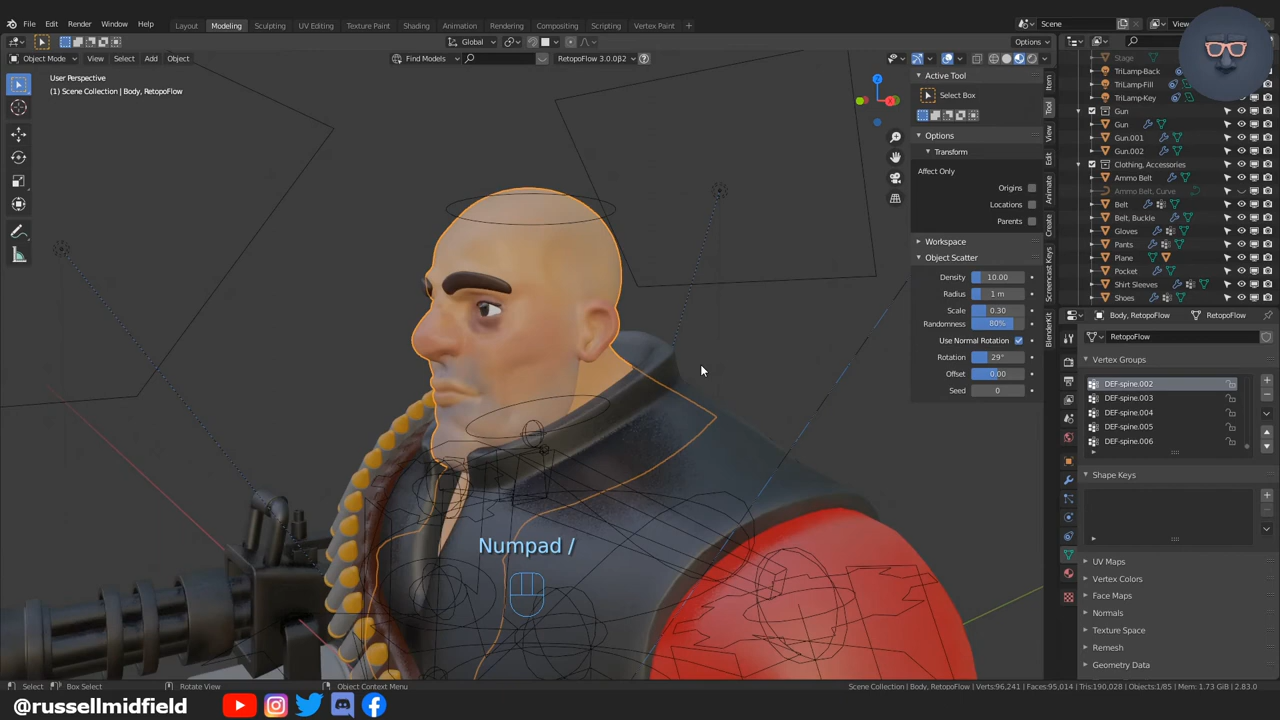 File Edit Render Window Help Layout Modeling Sculpting UV Editing Texture Paint Shading Animation Rendering Compositing Scripting Vertex Paint + Scene
Global Options
Object Mode View Select Add Object Find Models RetopoFlow 3.0.0β2
User Perspective
(1) Scene Collection | Body, RetopoFlow
Active Tool
Select Box
Options
Transform
Affect Only
Origins
Locations
Parents
Workspace
Object Scatter
Density 10.00
Radius 1 m
Scale 0.30
Randomness 80%
Use Normal Rotation
Rotation 29°
Offset 0.00
Seed 0
Item
Tool
View
Edit
Animate
Create
Screencast Keys
BlenderKit
Stage
TriLamp-Back
TriLamp-Fill
TriLamp-Key
Gun
Gun
Gun.001
Gun.002
Clothing, Accessories
Ammo Belt
Ammo Belt, Curve
Belt
Belt, Buckle
Gloves
Pants
Plane
Pocket
Shirt Sleeves
Shoes
Body, RetopoFlow RetopoFlow
RetopoFlow
Vertex Groups
DEF-spine.002
DEF-spine.003
DEF-spine.004
DEF-spine.005
DEF-spine.006
Shape Keys
UV Maps
Vertex Colors
Face Maps
Normals
Texture Space
Remesh
Geometry Data
X
Z
Numpad /
Select Box Select Rotate View Object Context Menu Scene Collection | Body, RetopoFlow | Verts:96,241 | Faces:95,014 | Tris:190,028 | Objects:1/85 | Mem: 1.73 GiB | 2.83.0
@russellmidfield